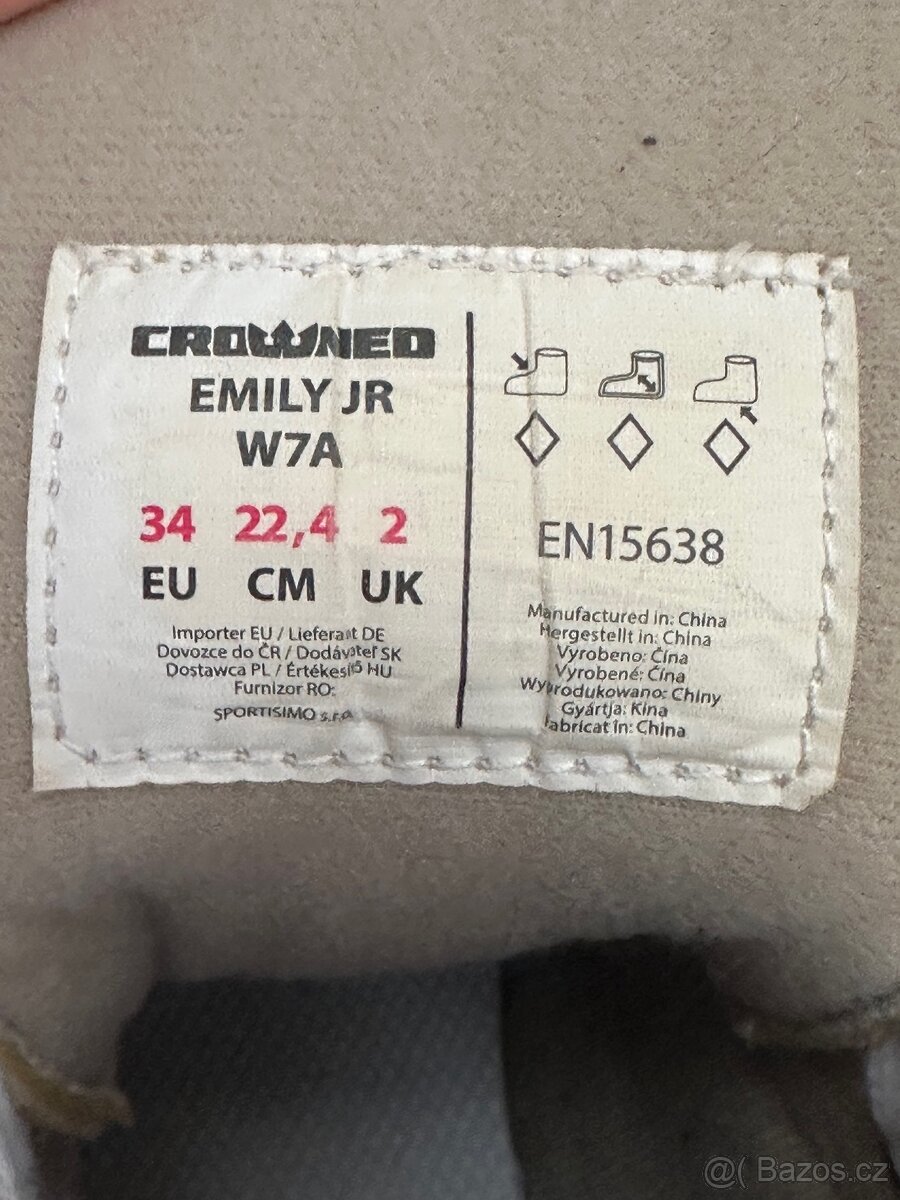 CROWNED
EMILY JR
W7A
34 22,4 2
EU CM UK
Importer EU / Lieferant DE
Dovozce do ČR / Dodávateľ SK
Dostawca PL / Értékesítő HU
Furnizor RO:
SPORTISIMO s.r.o.
EN15638
Manufactured in: China
Hergestellt in: China
Vyrobeno: Čína
Vyrobené: Čína
Wyprodukowano: Chiny
Gyártja: Kína
Fabricat in: China
@( Bazos.cz